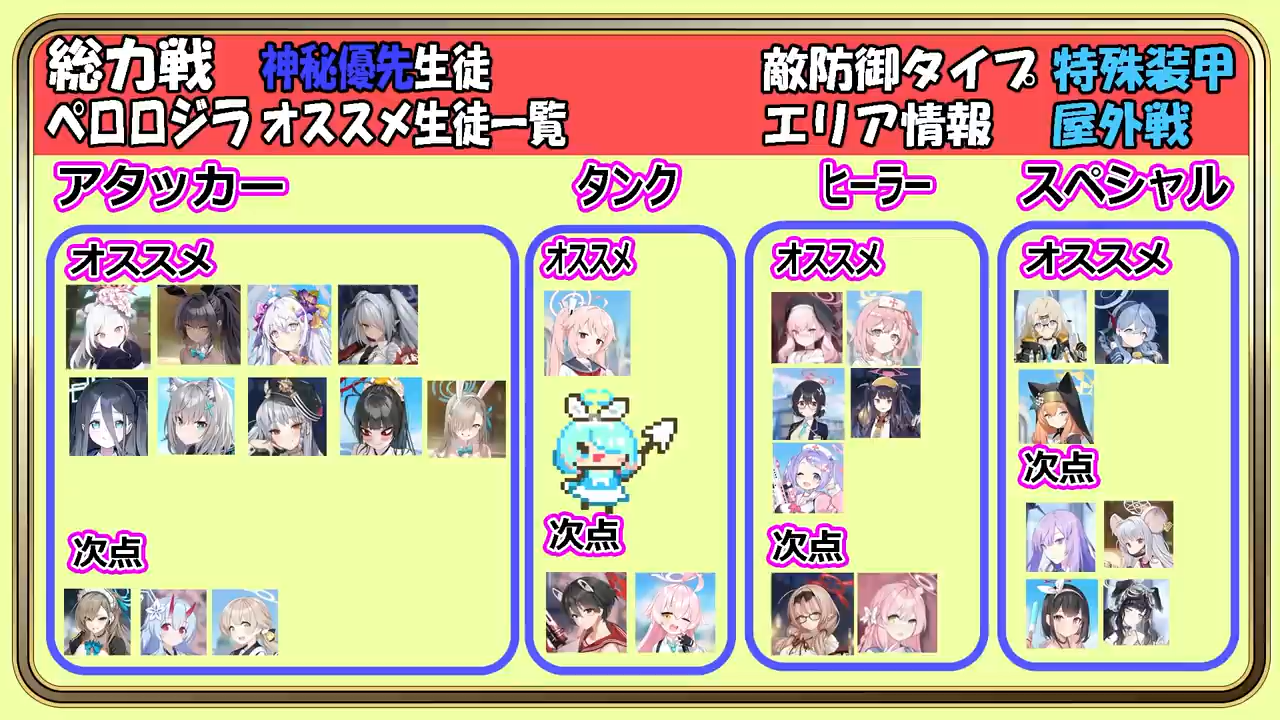 総力戦 神秘優先生徒
ペロロジラ オススメ生徒一覧
敵防御タイプ 特殊装甲
エリア情報 屋外戦
アタッカー
オススメ
次点
タンク
オススメ
次点
ヒーラー
オススメ
次点
スペシャル
オススメ
次点